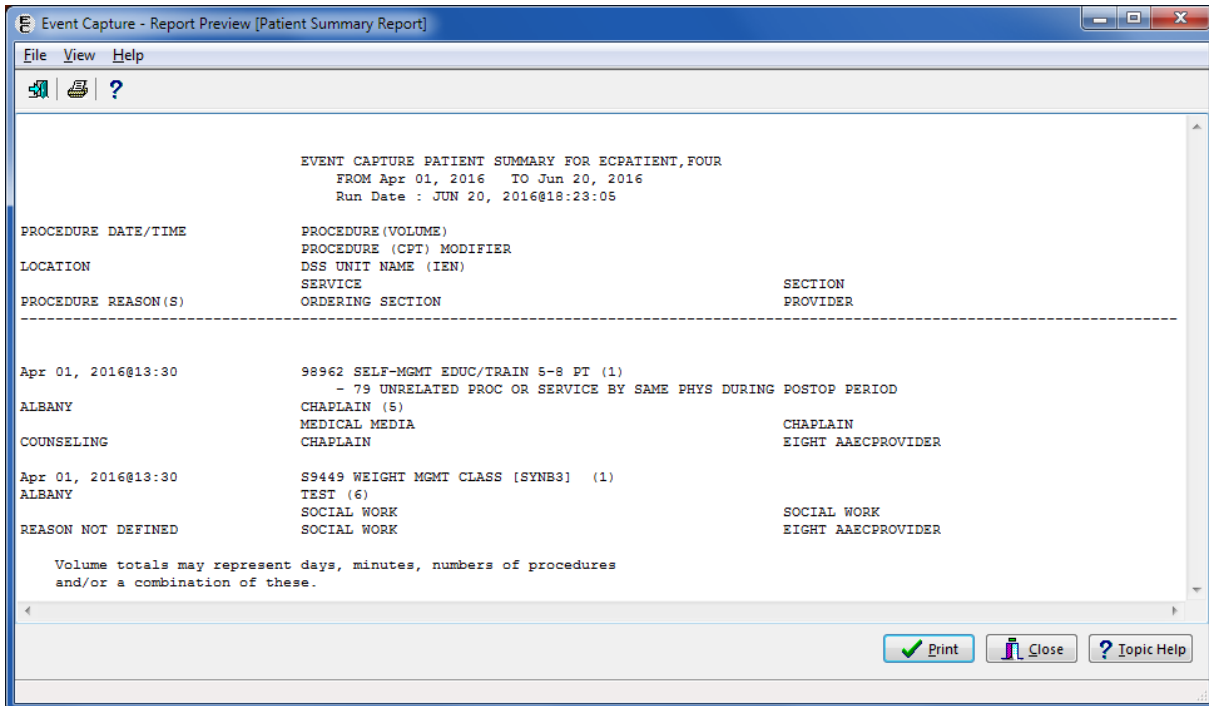 Event Capture - Report Preview [Patient Summary Report]
File View Help
EVENT CAPTURE PATIENT SUMMARY FOR ECPATIENT,FOUR
FROM Apr 01, 2016 TO Jun 20, 2016
Run Date : JUN 20, 2016@18:23:05
PROCEDURE DATE/TIME PROCEDURE(VOLUME)
PROCEDURE (CPT) MODIFIER
LOCATION DSS UNIT NAME (IEN)
SERVICE SECTION
PROCEDURE REASON(S) ORDERING SECTION PROVIDER
Apr 01, 2016@13:30 98962 SELF-MGMT EDUC/TRAIN 5-8 PT (1)
- 79 UNRELATED PROC OR SERVICE BY SAME PHYS DURING POSTOP PERIOD
ALBANY CHAPLAIN (5)
MEDICAL MEDIA CHAPLAIN
COUNSELING CHAPLAIN EIGHT AAECPROVIDER
Apr 01, 2016@13:30 S9449 WEIGHT MGMT CLASS [SYNB3] (1)
ALBANY TEST (6)
SOCIAL WORK SOCIAL WORK
REASON NOT DEFINED SOCIAL WORK EIGHT AAECPROVIDER
Volume totals may represent days, minutes, numbers of procedures
and/or a combination of these.
Print Close ? Topic Help